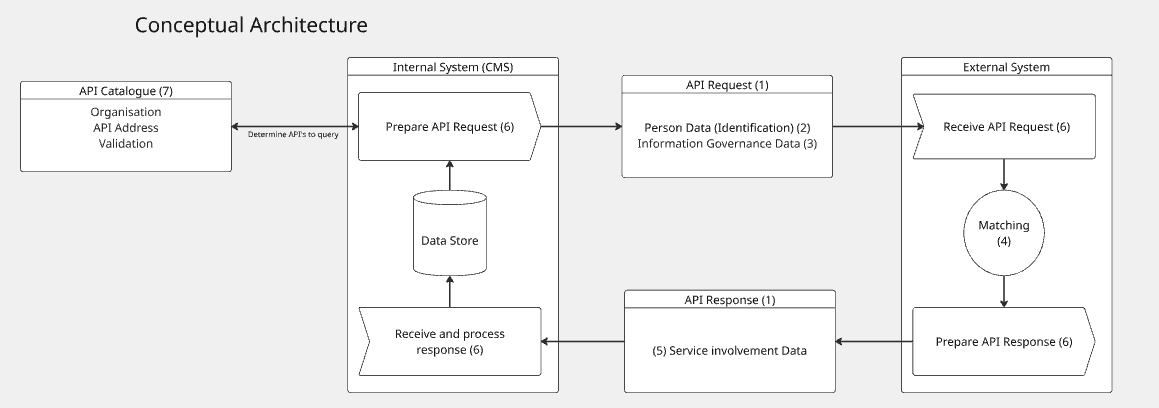 Conceptual Architecture
API Catalogue (7)
Organisation
API Address
Validation
Determine API's to query
Internal System (CMS)
Prepare API Request (6)
Data Store
Receive and process
response (6)
API Request (1)
Person Data (Identification) (2)
Information Governance Data (3)
API Response (1)
(5) Service involvement Data
External System
Receive API Request (6)
Matching
(4)
Prepare API Response (6)